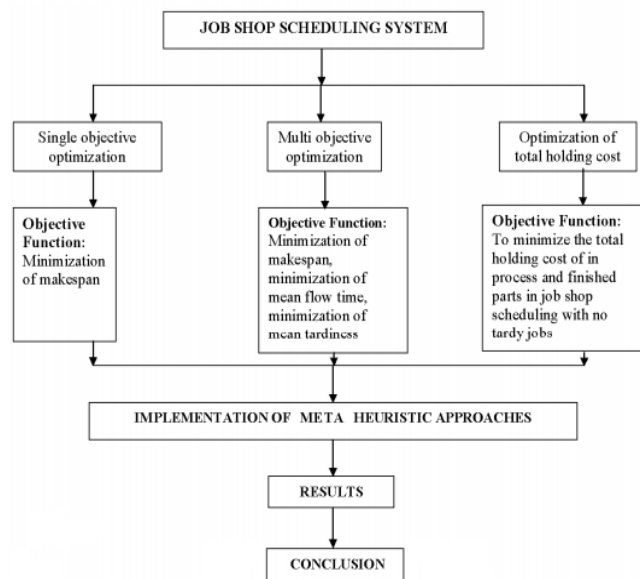 JOB SHOP SCHEDULING SYSTEM
Single objective
optimization
Multi objective
optimization
Optimization of
total holding cost
Objective
Function:
Minimization
of makespan
Objective Function:
Minimization of
makespan,
minimization of
mean flow time,
minimization of
mean tardiness
Objective Function:
To minimize the total
holding cost of in
process and finished
parts in job shop
scheduling with no
tardy jobs
IMPLEMENTATION OF META HEURISTIC APPROACHES
RESULTS
CONCLUSION